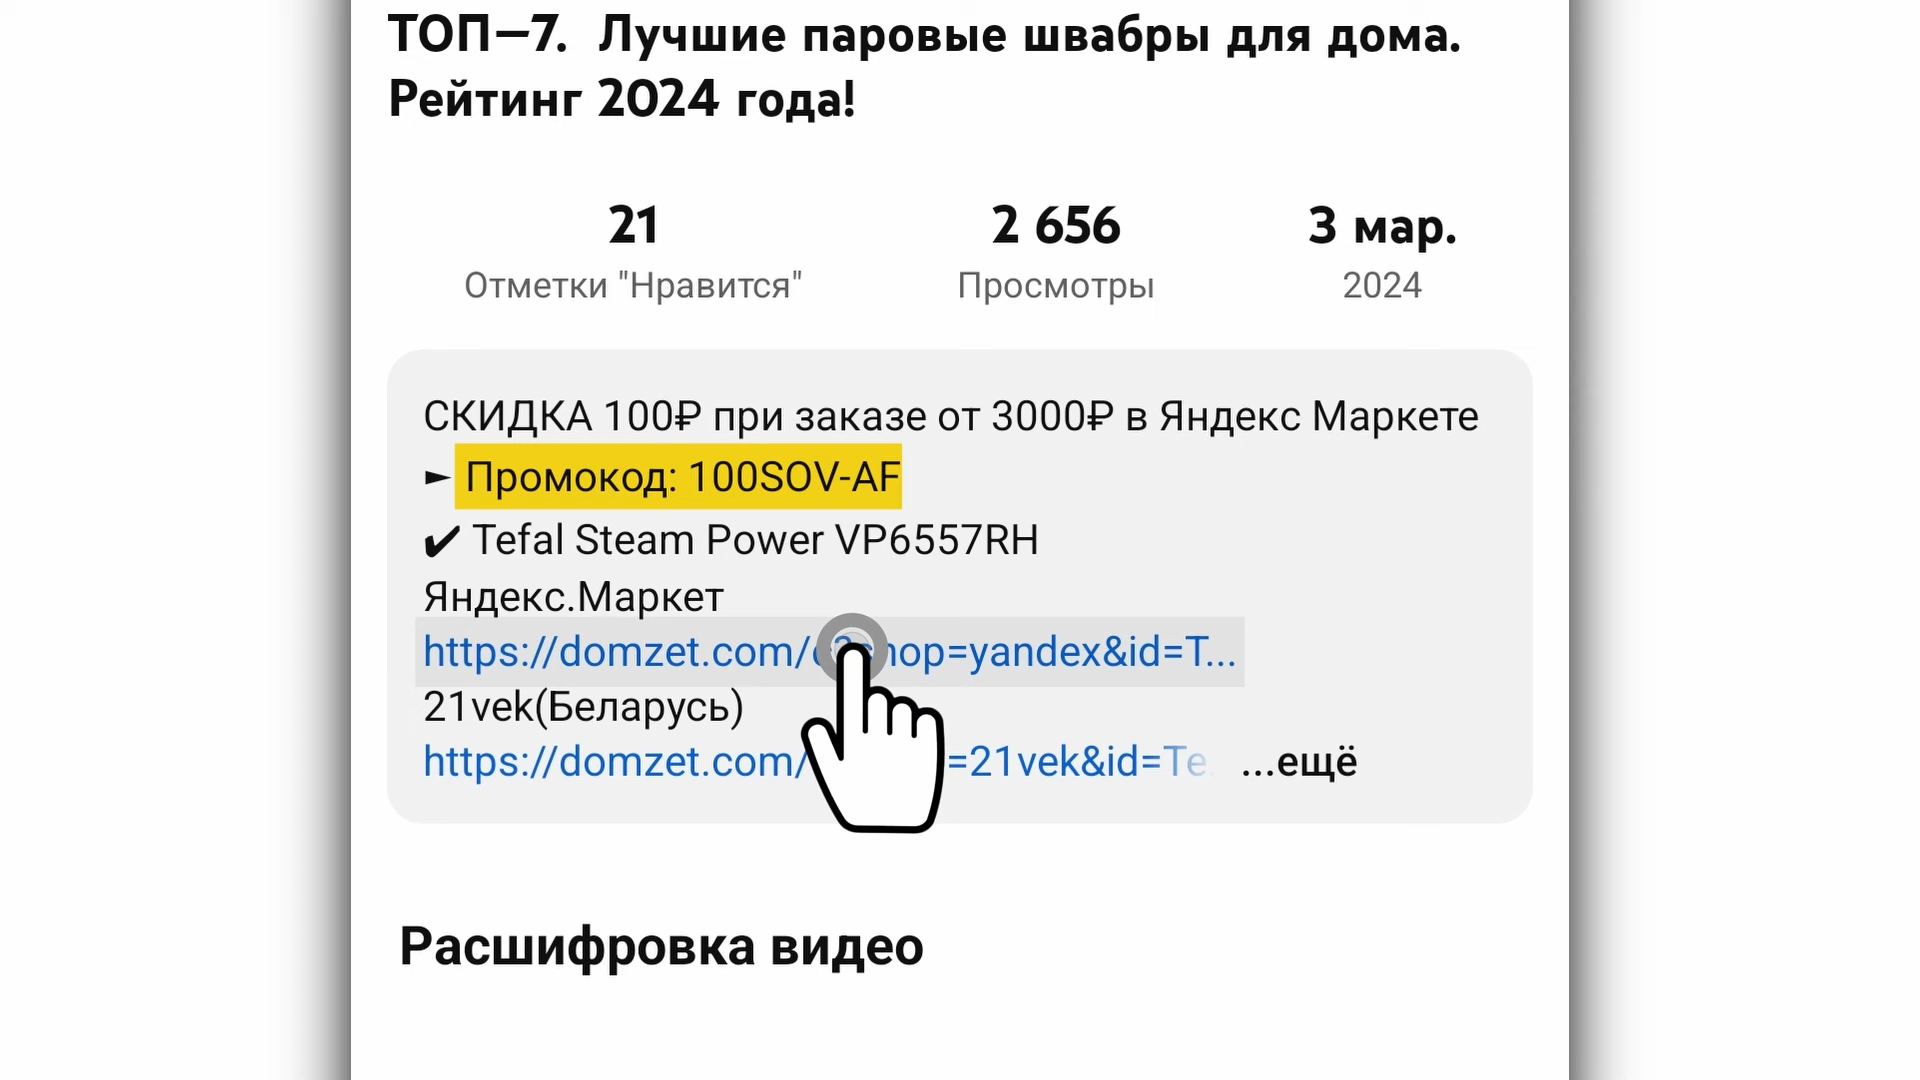 ТОП–7. Лучшие паровые швабры для дома.
Рейтинг 2024 года!
21 2 656 3 мар.
Отметки "Нравится" Просмотры 2024
СКИДКА 100₽ при заказе от 3000₽ в Яндекс Маркете
► Промокод: 100SOV-AF
✔ Tefal Steam Power VP6557RH
Яндекс.Маркет
https://domzet.com/ hop=yandex&id=T...
21vek(Беларусь)
https://domzet.com/ =21vek&id=Te. ...ещё
Расшифровка видео